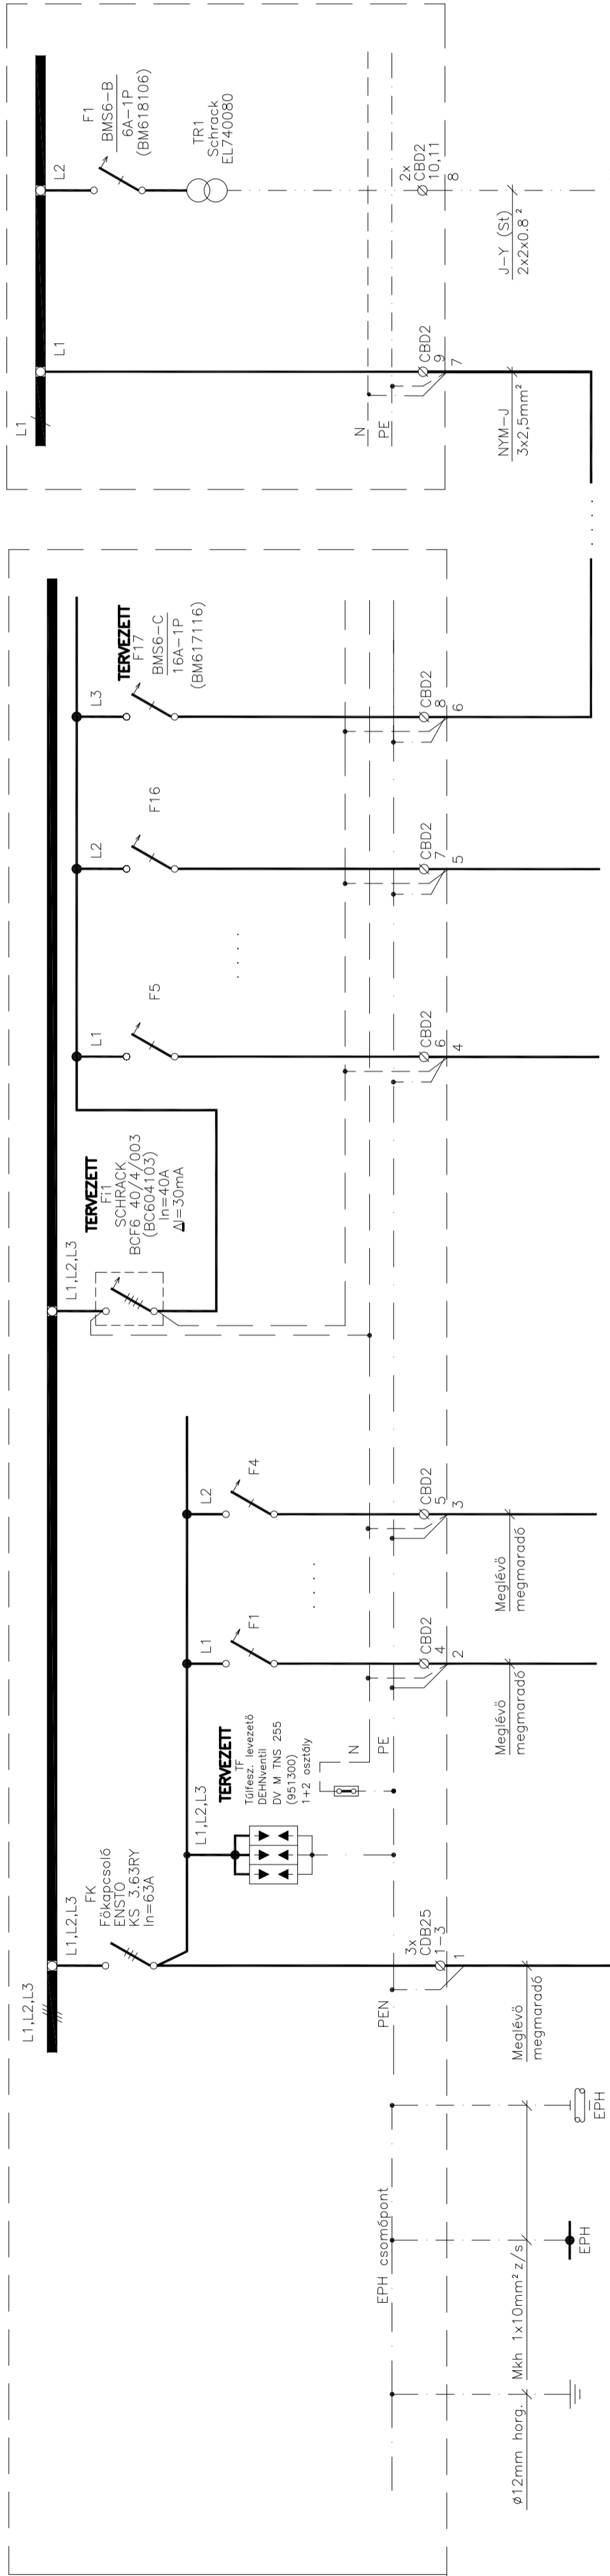 L1,L2,L3
L1,L2,L3
FK
Főkapcsoló
ENSTO
KS 3.63RY
In=63A
L1,L2,L3
TERVEZETT
TF
Túlfesz. levezető
DEHNventil
DV M TNS 255
(951300)
1+2 osztály
L1
F1
. . . .
L2
F4
L1,L2,L3
TERVEZETT
Fi1
SCHRACK
BCF6 40/4/003
(BC604103)
In=40A
ΔI=30mA
L1
F5
. . . .
L2
F16
L3
TERVEZETT
F17
BMS6-C
16A-1P
(BM617116)
N
PE
PEN
EPH csomópont
3x
CDB25
1-3
1
CBD2
4
2
CBD2
5
3
CBD2
6
4
CBD2
7
5
CBD2
8
6
Meglévő
megmaradó
Meglévő
megmaradó
Meglévő
megmaradó
ø12mm horg.
Mkh 1x10mm² z/s
EPH
EPH
. . . .
L1
L1
L2
F1
BMS6-B
6A-1P
(BM618106)
TR1
Schrack
EL740080
N
PE
CBD2
9
7
2x
CBD2
10,11
8
NYM-J
3x2,5mm²
J-Y (St)
2x2x0.8²